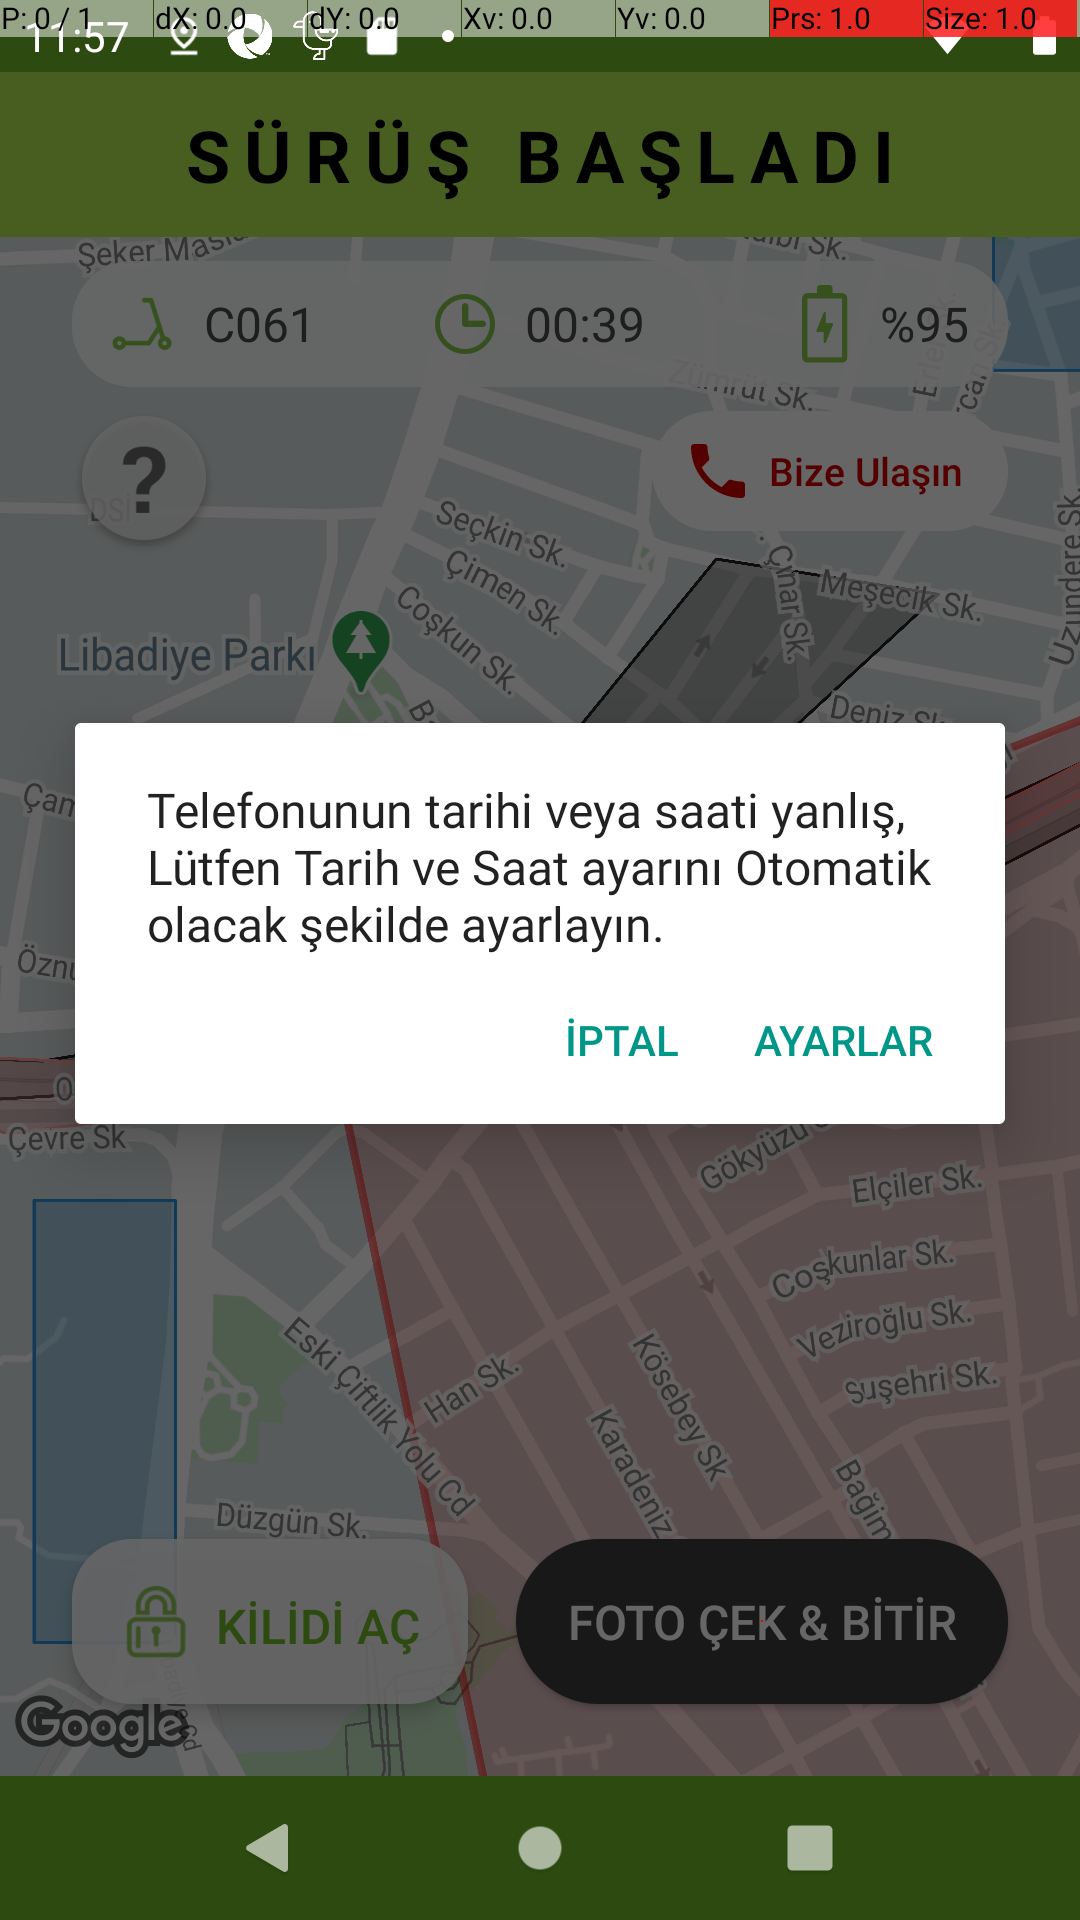 P: 0 / 1 dX: 0.0 dY: 0.0 Xv: 0.0 Yv: 0.0 Prs: 1.0 Size: 1.0
11:57
SÜRÜŞ BAŞLADI
Şeker
Sk.
C061 00:39 %95
Zümrüt Sk.
?
Bize Ulaşın
DSİ
Seçkin Sk.
Çimen Sk.
Çınar Sk.
Meşecik Sk.
Uzundere Sk.
Coşkun Sk.
Libadiye Parkı
Deniz
Telefonunun tarihi veya saati yanlış,
Lütfen Tarih ve Saat ayarını Otomatik
olacak şekilde ayarlayın.
İPTAL AYARLAR
Çevre Sk
Gökyüzü
Elçiler Sk.
Coşkunlar Sk.
Veziroğlu Sk.
Suşehri Sk.
Eski Çiftlik Yolu Cd
Han Sk.
Kösebey Sk
Karadeniz
Düzgün Sk.
KİLİDİ AÇ
FOTO ÇEK & BİTİR
Google